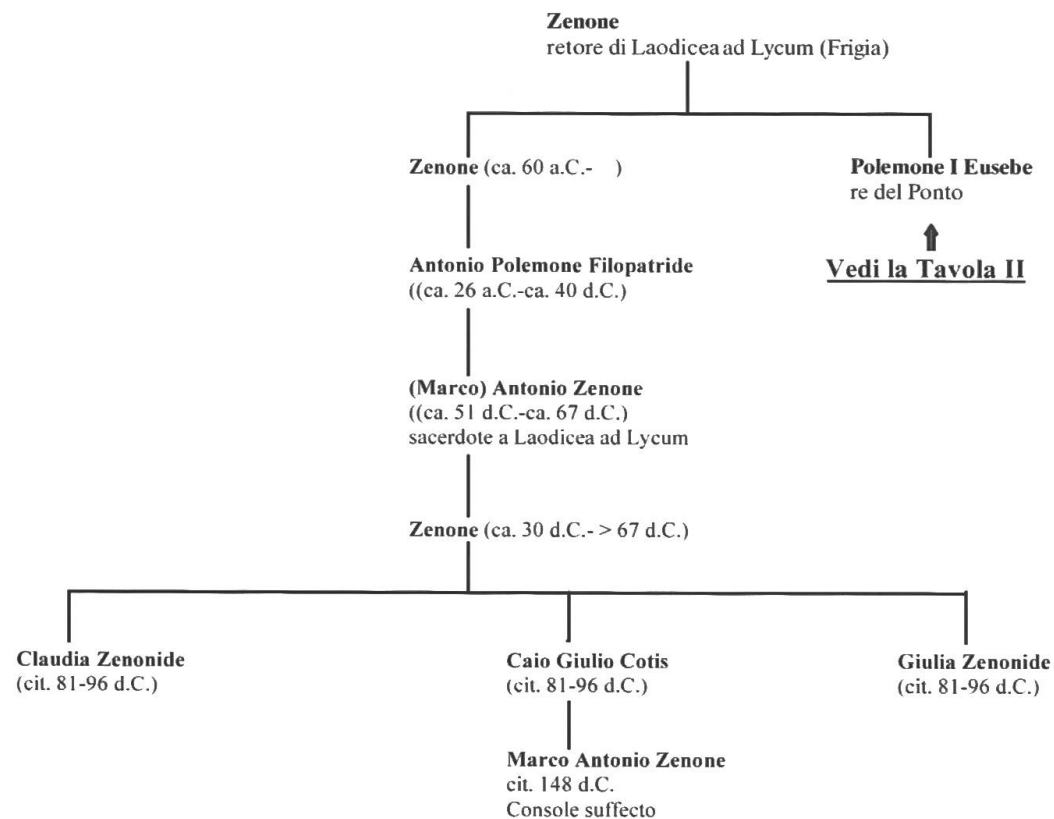 Zenone
retore di Laodicea ad Lycum (Frigia)
Zenone (ca. 60 a.C.- )
Polemone I Eusebe
re del Ponto
Vedi la Tavola II
Antonio Polemone Filopatride
((ca. 26 a.C.-ca. 40 d.C.)
(Marco) Antonio Zenone
((ca. 51 d.C.-ca. 67 d.C.)
sacerdote a Laodicea ad Lycum
Zenone (ca. 30 d.C.- > 67 d.C.)
Claudia Zenonide
(cit. 81-96 d.C.)
Caio Giulio Cotis
(cit. 81-96 d.C.)
Giulia Zenonide
(cit. 81-96 d.C.)
Marco Antonio Zenone
cit. 148 d.C.
Console suffecto